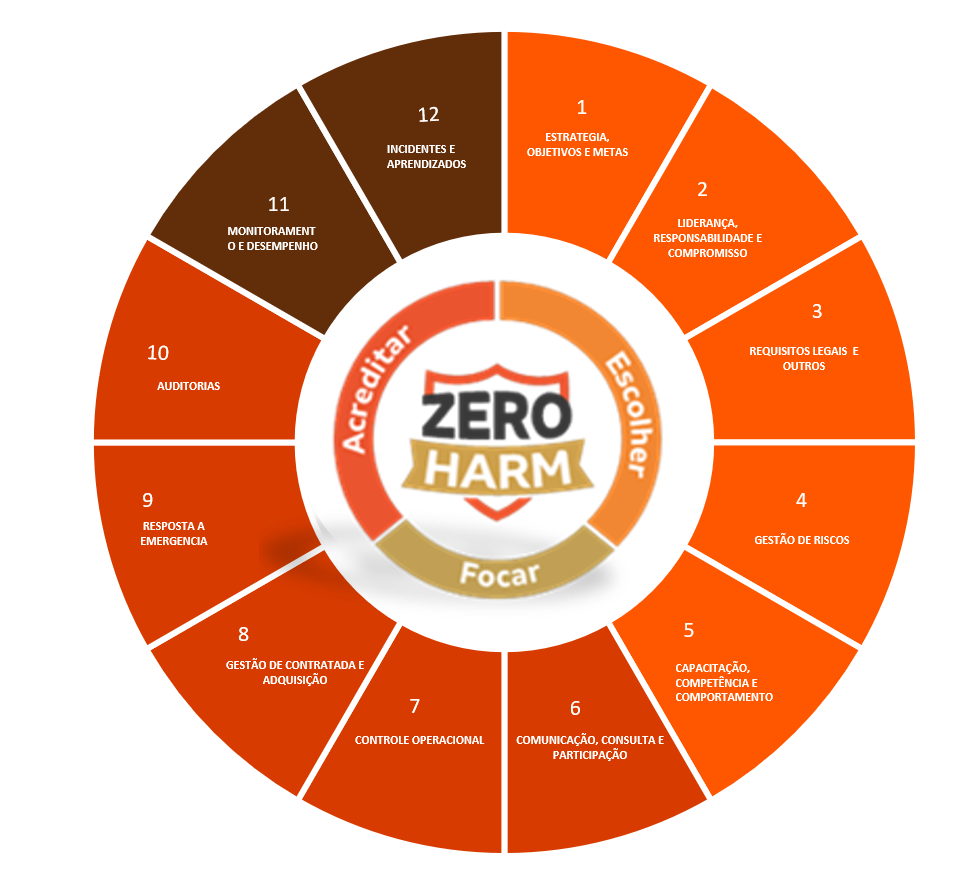 1
ESTRATEGIA,
OBJETIVOS E METAS
2
LIDERANÇA,
RESPONSABILIDADE E
COMPROMISSO
3
REQUISITOS LEGAIS E
OUTROS
4
GESTÃO DE RISCOS
5
CAPACITAÇÃO,
COMPETÊNCIA E
COMPORTAMENTO
6
COMUNICAÇÃO, CONSULTA E
PARTICIPAÇÃO
7
CONTROLE OPERACIONAL
8
GESTÃO DE CONTRATADA E
ADQUISIÇÃO
9
RESPOSTA A
EMERGENCIA
10
AUDITORIAS
11
MONITORAMENT
O E DESEMPENHO
12
INCIDENTES E
APRENDIZADOS
Acreditar
Escolher
Focar
ZERO
HARM